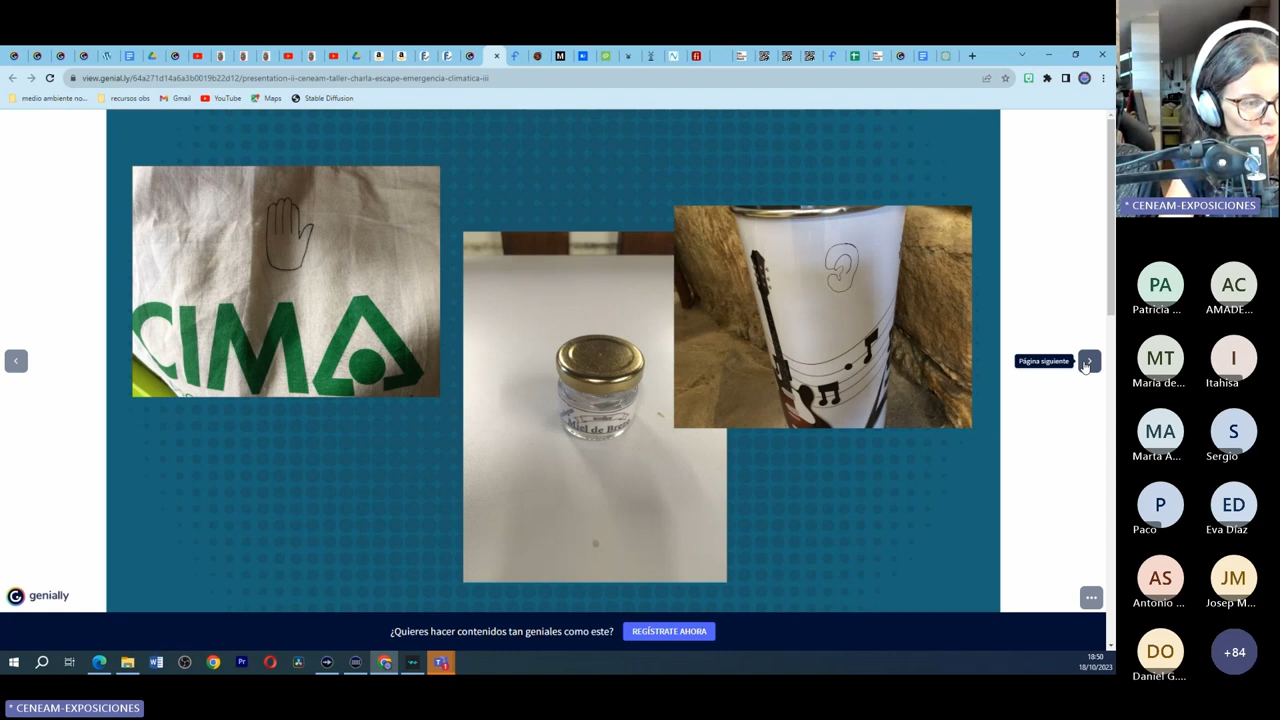 view.genial.ly/64a271d14a6a3b0019b22d12/presentation-ii-ceneam-taller-charla-escape-emergencia-climatica-iii
medio ambiente no...
recursos obs
Gmail
YouTube
Maps
Stable Diffusion
CIMA
Miel de Brezo
Página siguiente
genially
¿Quieres hacer contenidos tan geniales como este?
REGÍSTRATE AHORA
18:50
18/10/2023
* CENEAM-EXPOSICIONES
PA
Patricia ...
AC
AMADE...
MT
Maria de...
I
Itahisa
MA
Marta A...
S
Sergio
P
Paco
ED
Eva Díaz
AS
Antonio ...
JM
Josep M...
DO
Daniel G....
+84
* CENEAM-EXPOSICIONES